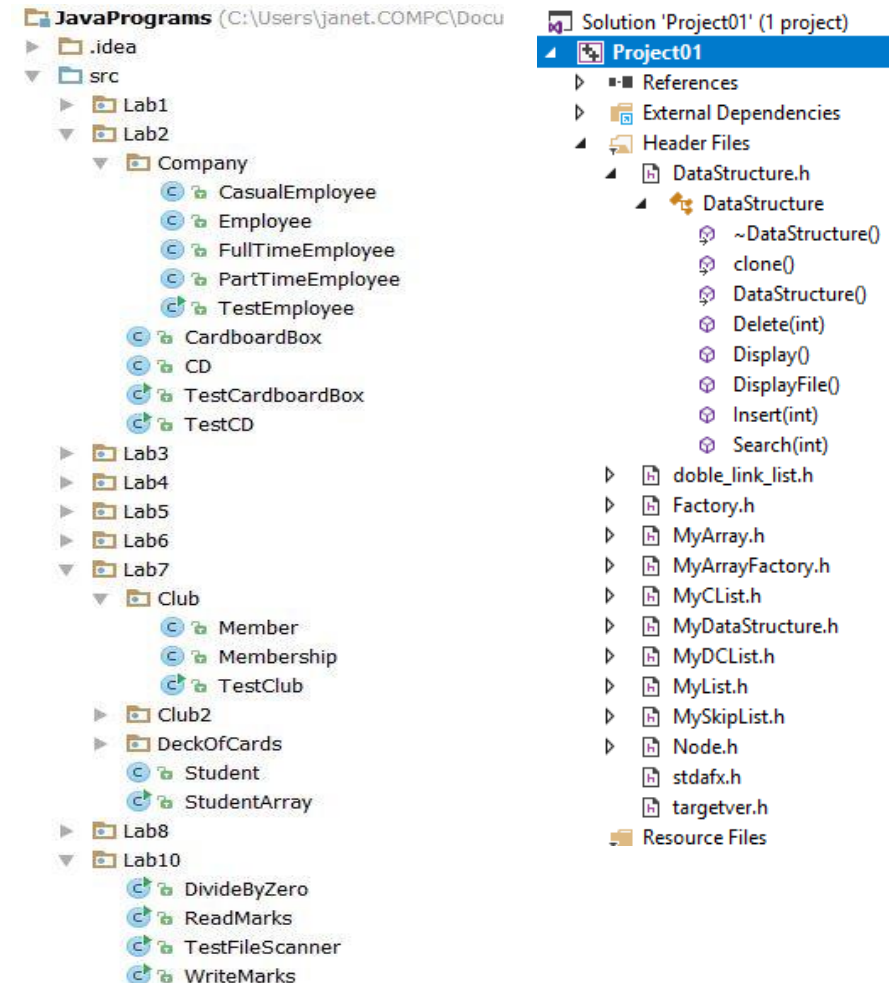 JavaPrograms (C:\Users\janet.COMPC\Docu
.idea
src
Lab1
Lab2
Company
CasualEmployee
Employee
FullTimeEmployee
PartTimeEmployee
TestEmployee
CardboardBox
CD
TestCardboardBox
TestCD
Lab3
Lab4
Lab5
Lab6
Lab7
Club
Member
Membership
TestClub
Club2
DeckOfCards
Student
StudentArray
Lab8
Lab10
DivideByZero
ReadMarks
TestFileScanner
WriteMarks
Solution 'Project01' (1 project)
Project01
References
External Dependencies
Header Files
DataStructure.h
DataStructure
~DataStructure()
clone()
DataStructure()
Delete(int)
Display()
DisplayFile()
Insert(int)
Search(int)
doble_link_list.h
Factory.h
MyArray.h
MyArrayFactory.h
MyCList.h
MyDataStructure.h
MyDCList.h
MyList.h
MySkipList.h
Node.h
stdafx.h
targetver.h
Resource Files